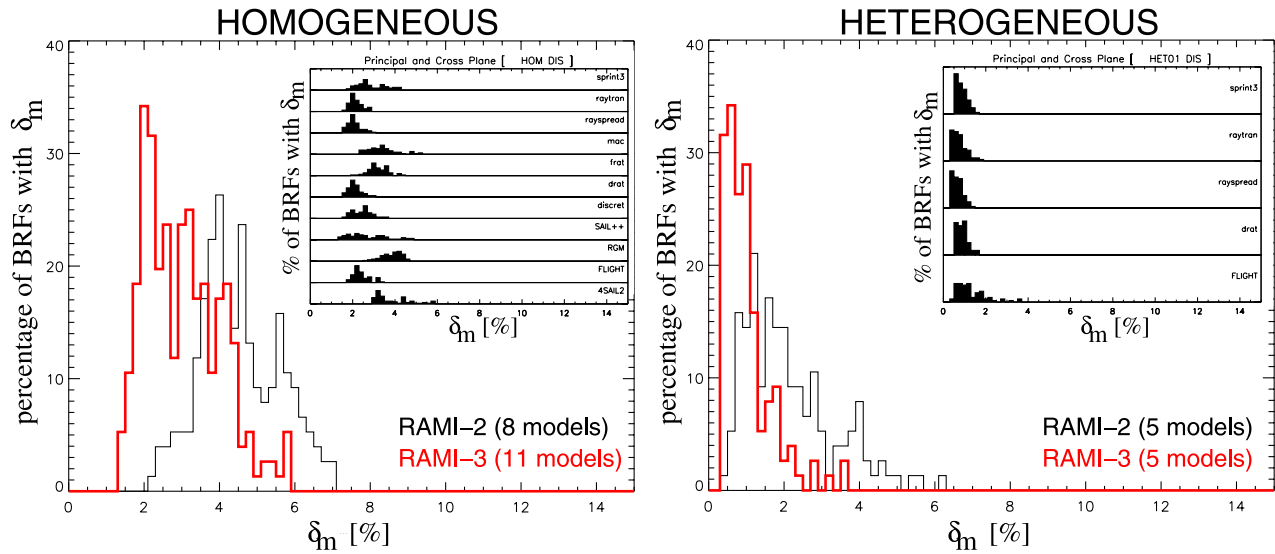 HOMOGENEOUS
percentage of BRFs with δm
40
30
20
10
0
0 2 4 6 8 10 12 14
δm [%]
Principal and Cross Plane [ HOM DIS ]
% of BRFs with δm
sprint3
raytran
rayspread
mac
frat
drat
discret
SAIL++
RGM
FLIGHT
4SAIL2
0 2 4 6 8 10 12 14
δm [%]
RAMI-2 (8 models)
RAMI-3 (11 models)
HETEROGENEOUS
percentage of BRFs with δm
40
30
20
10
0
0 2 4 6 8 10 12 14
δm [%]
Principal and Cross Plane [ HET01 DIS ]
% of BRFs with δm
sprint3
raytran
rayspread
drat
FLIGHT
0 2 4 6 8 10 12 14
δm [%]
RAMI-2 (5 models)
RAMI-3 (5 models)